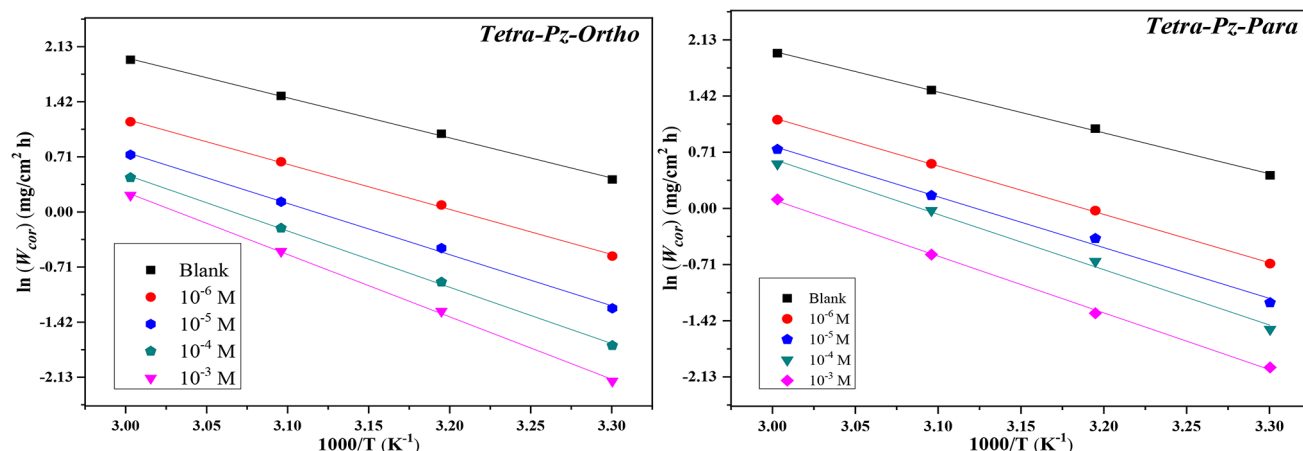 Tetra-Pz-Ortho
2.13
1.42
0.71
0.00
-0.71
-1.42
-2.13
ln (W_cor) (mg/cm² h)
Blank
10⁻⁶ M
10⁻⁵ M
10⁻⁴ M
10⁻³ M
3.00 3.05 3.10 3.15 3.20 3.25 3.30
1000/T (K⁻¹)
Tetra-Pz-Para
2.13
1.42
0.71
0.00
-0.71
-1.42
-2.13
ln (W_cor) (mg/cm² h)
Blank
10⁻⁶ M
10⁻⁵ M
10⁻⁴ M
10⁻³ M
3.00 3.05 3.10 3.15 3.20 3.25 3.30
1000/T (K⁻¹)